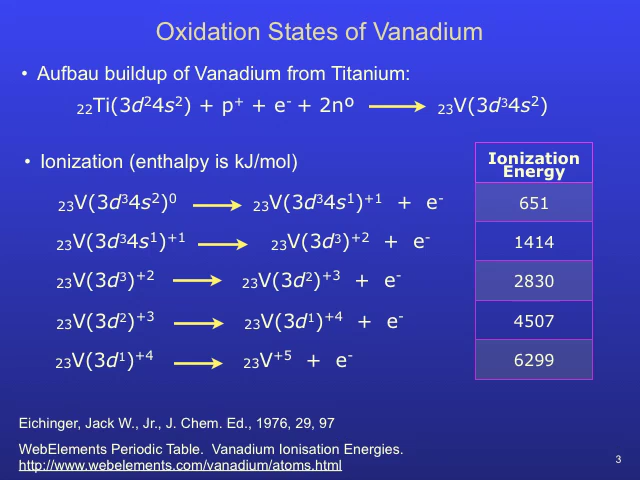 Oxidation States of Vanadium
• Aufbau buildup of Vanadium from Titanium:
₂₂Ti(3d²4s²) + p⁺ + e⁻ + 2nº ⟶ ₂₃V(3d³4s²)
• Ionization (enthalpy is kJ/mol)
Ionization
Energy
₂₃V(3d³4s²)⁰ ⟶ ₂₃V(3d³4s¹)⁺¹ + e⁻ 651
₂₃V(3d³4s¹)⁺¹ ⟶ ₂₃V(3d³)⁺² + e⁻ 1414
₂₃V(3d³)⁺² ⟶ ₂₃V(3d²)⁺³ + e⁻ 2830
₂₃V(3d²)⁺³ ⟶ ₂₃V(3d¹)⁺⁴ + e⁻ 4507
₂₃V(3d¹)⁺⁴ ⟶ ₂₃V⁺⁵ + e⁻ 6299
Eichinger, Jack W., Jr., J. Chem. Ed., 1976, 29, 97
WebElements Periodic Table. Vanadium Ionisation Energies.
http://www.webelements.com/vanadium/atoms.html
3